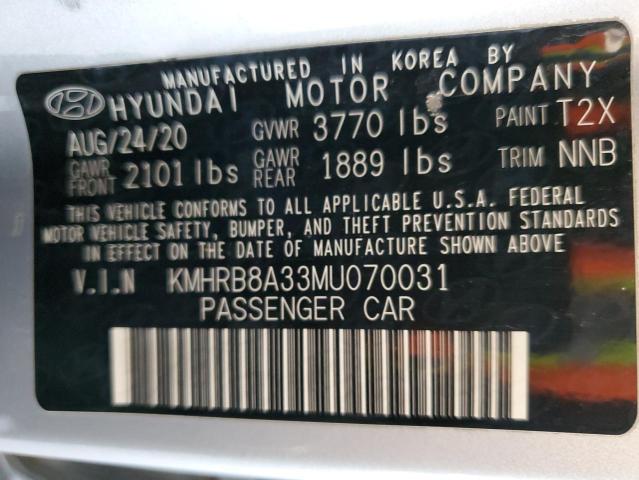 MANUFACTURED IN KOREA BY
HYUNDAI MOTOR COMPANY
AUG/24/20 GVWR 3770 lbs PAINT T2X
GAWR FRONT 2101 lbs GAWR REAR 1889 lbs TRIM NNB
THIS VEHICLE CONFORMS TO ALL APPLICABLE U.S.A. FEDERAL
MOTOR VEHICLE SAFETY, BUMPER, AND THEFT PREVENTION STANDARDS
IN EFFECT ON THE DATE OF MANUFACTURE SHOWN ABOVE
V.I.N KMHRB8A33MU070031
PASSENGER CAR